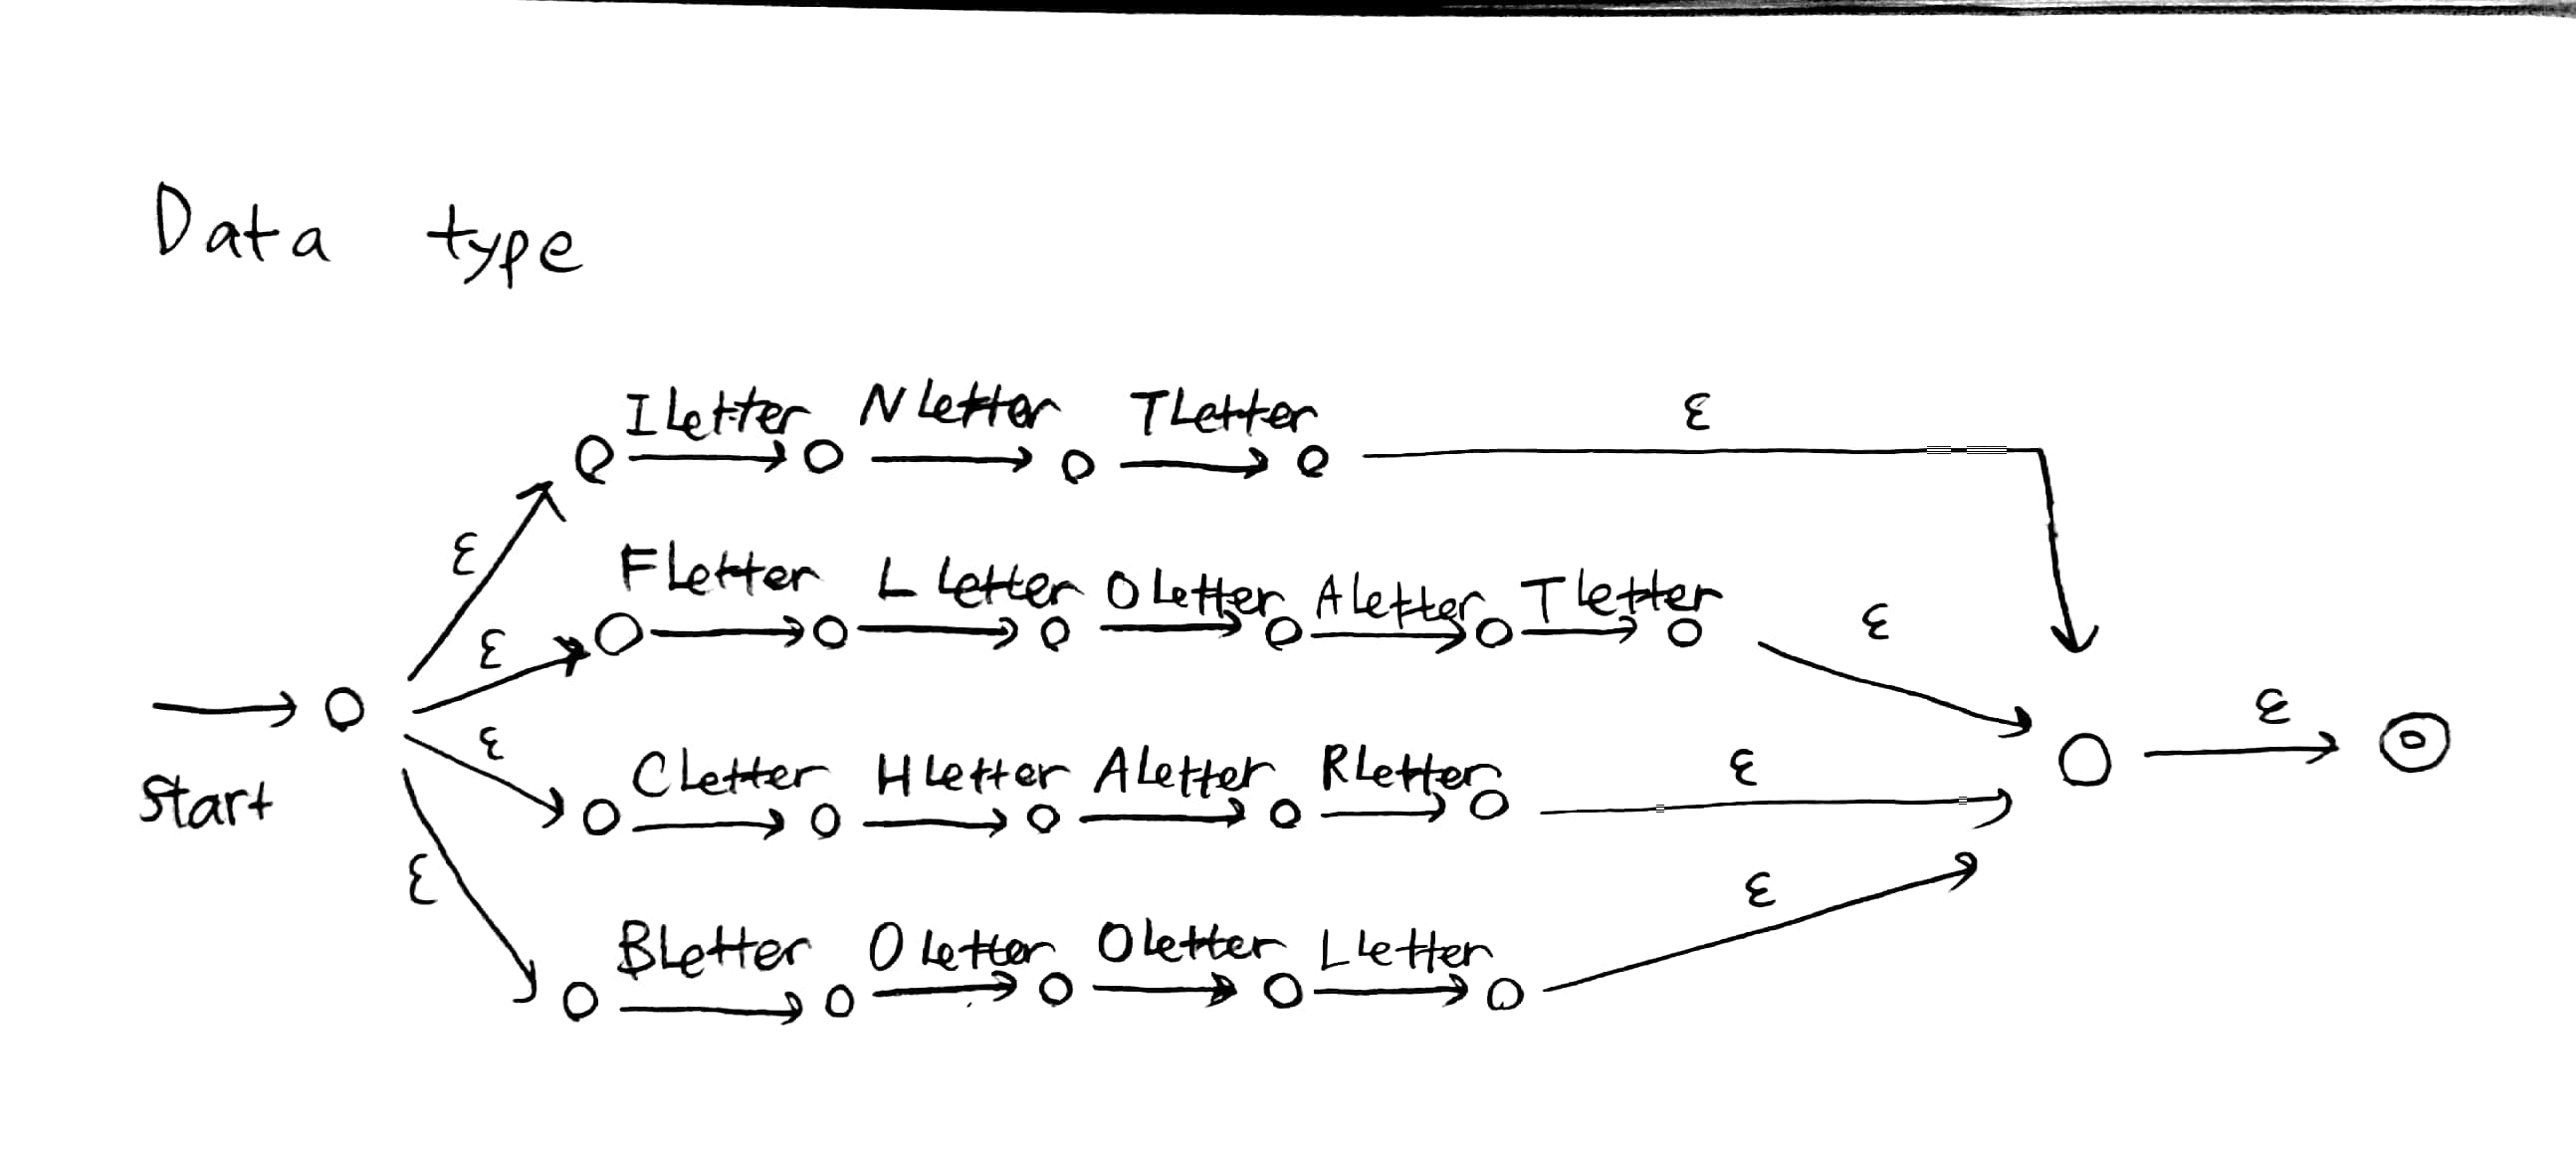 Data type
ILetter NLetter TLetter ε
ε
FLetter LLetter OLetter ALetter TLetter ε
ε
Start
ε
CLetter HLetter ALetter RLetter ε
ε
ε
BLetter OLetter OLetter LLetter ε